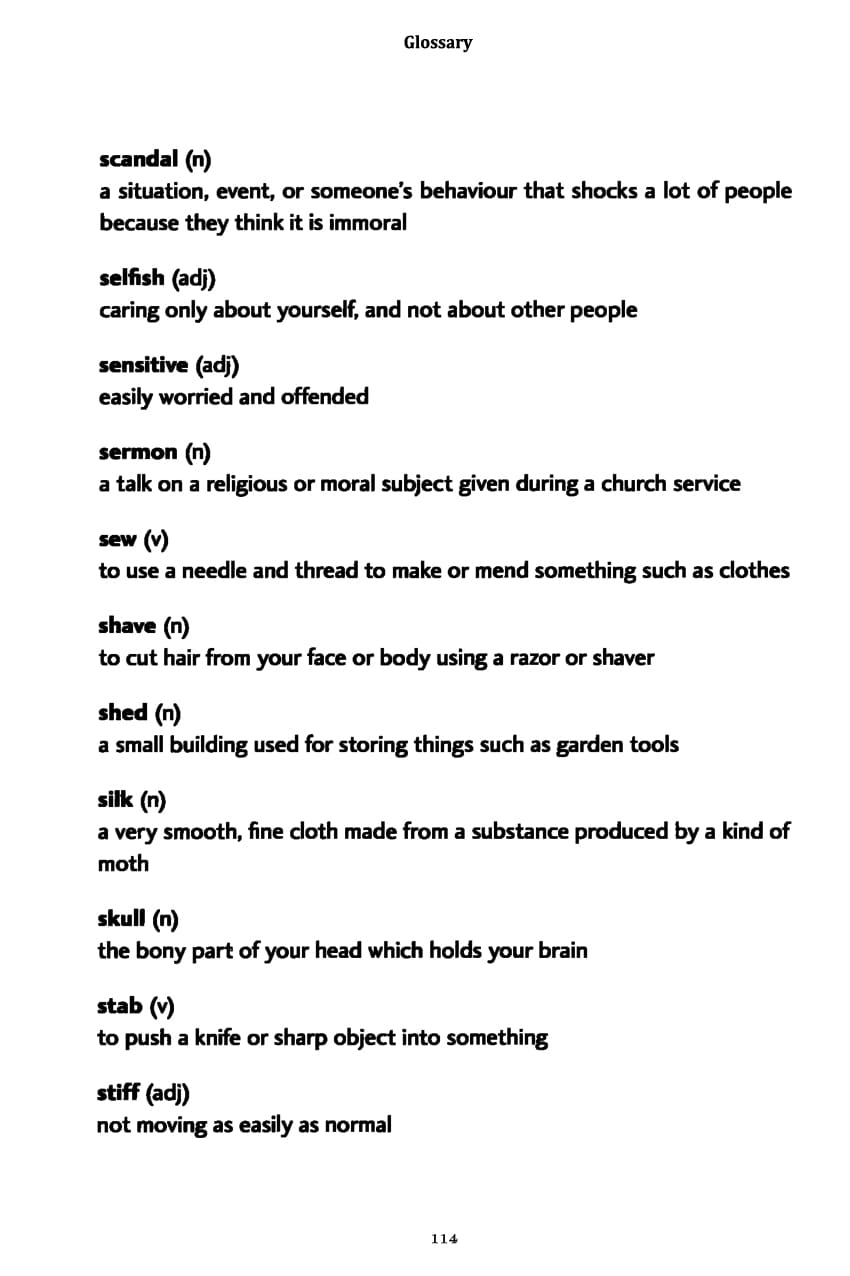 Glossary
scandal (n)
a situation, event, or someone's behaviour that shocks a lot of people
because they think it is immoral
selfish (adj)
caring only about yourself, and not about other people
sensitive (adj)
easily worried and offended
sermon (n)
a talk on a religious or moral subject given during a church service
sew (v)
to use a needle and thread to make or mend something such as clothes
shave (n)
to cut hair from your face or body using a razor or shaver
shed (n)
a small building used for storing things such as garden tools
silk (n)
a very smooth, fine cloth made from a substance produced by a kind of
moth
skull (n)
the bony part of your head which holds your brain
stab (v)
to push a knife or sharp object into something
stiff (adj)
not moving as easily as normal
114